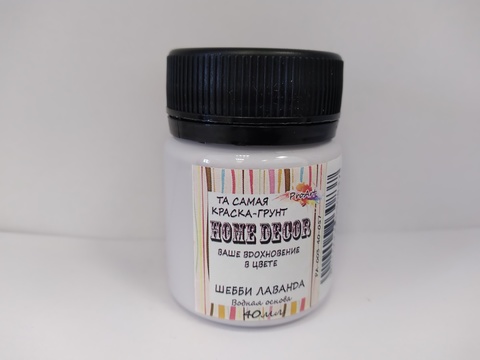 ТА САМАЯ
КРАСКА-ГРУНТ
HOME DECOR
ВАШЕ ВДОХНОВЕНИЕ
В ЦВЕТЕ
ШЕББИ ЛАВАНДА
Водная основа
40мл